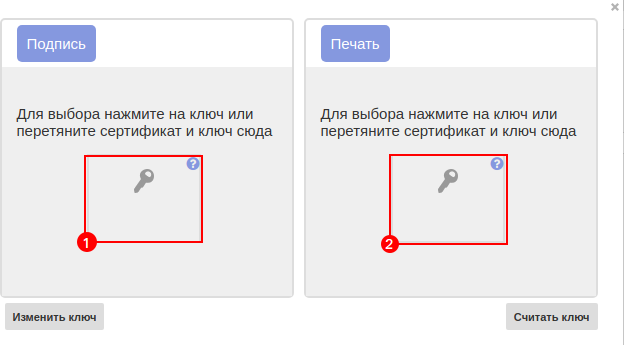 ×
Подпись
Для выбора нажмите на ключ или
перетяните сертификат и ключ сюда
?
1
Печать
Для выбора нажмите на ключ или
перетяните сертификат и ключ сюда
?
2
Изменить ключ
Считать ключ